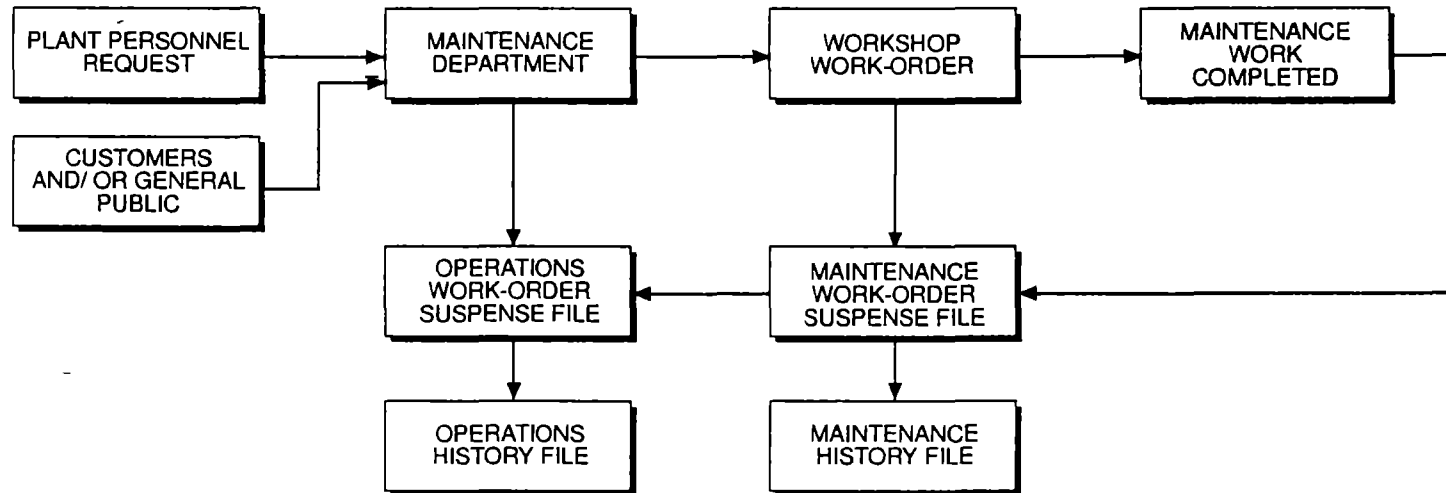 PLANT PERSONNEL
REQUEST
MAINTENANCE
DEPARTMENT
WORKSHOP
WORK-ORDER
MAINTENANCE
WORK
COMPLETED
CUSTOMERS
AND/ OR GENERAL
PUBLIC
OPERATIONS
WORK-ORDER
SUSPENSE FILE
MAINTENANCE
WORK-ORDER
SUSPENSE FILE
OPERATIONS
HISTORY FILE
MAINTENANCE
HISTORY FILE